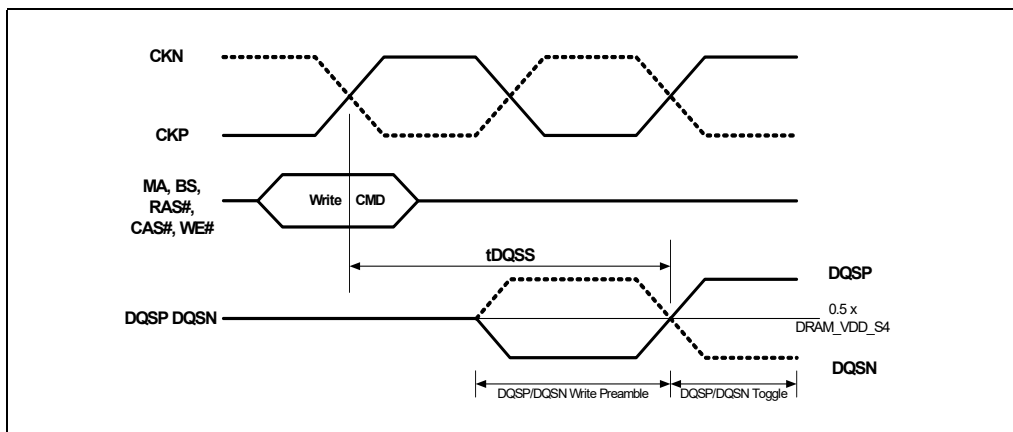 CKN
CKP
MA, BS,
RAS#,
CAS#, WE#
Write CMD
tDQSS
DQSP
DQSP DQSN
0.5 x
DRAM_VDD_S4
DQSN
DQSP/DQSN Write Preamble
DQSP/DQSN Toggle